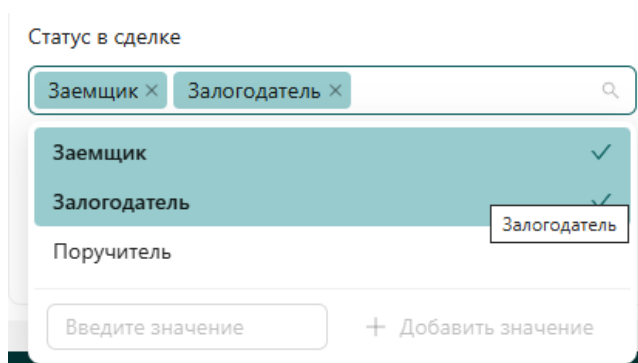 Статус в сделке
Заемщик × Залогодатель ×
Заемщик
Залогодатель
Залогодатель
Поручитель
Введите значение + Добавить значение